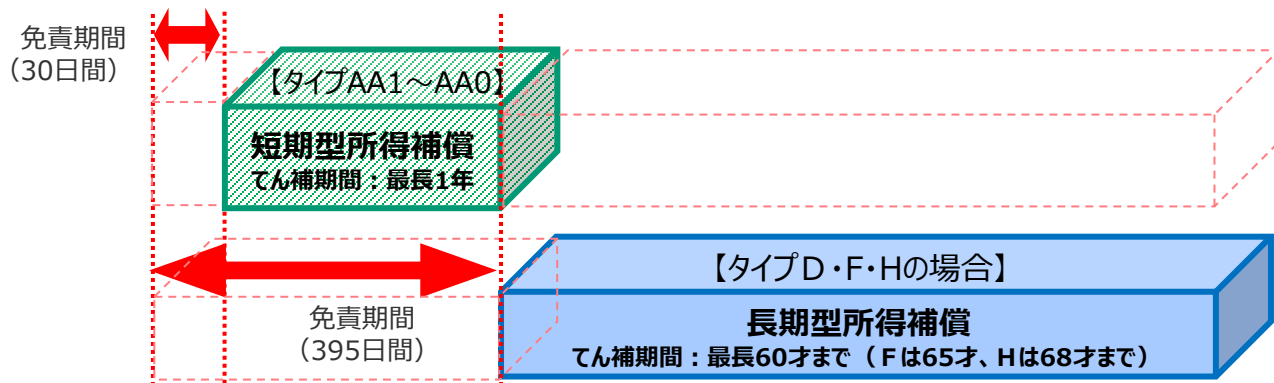 免責期間
（30日間）
【タイプAA1～AA0】
短期型所得補償
てん補期間：最長1年
【タイプD・F・Hの場合】
免責期間
（395日間）
長期型所得補償
てん補期間：最長60才まで（Ｆは65才、Hは68才まで）